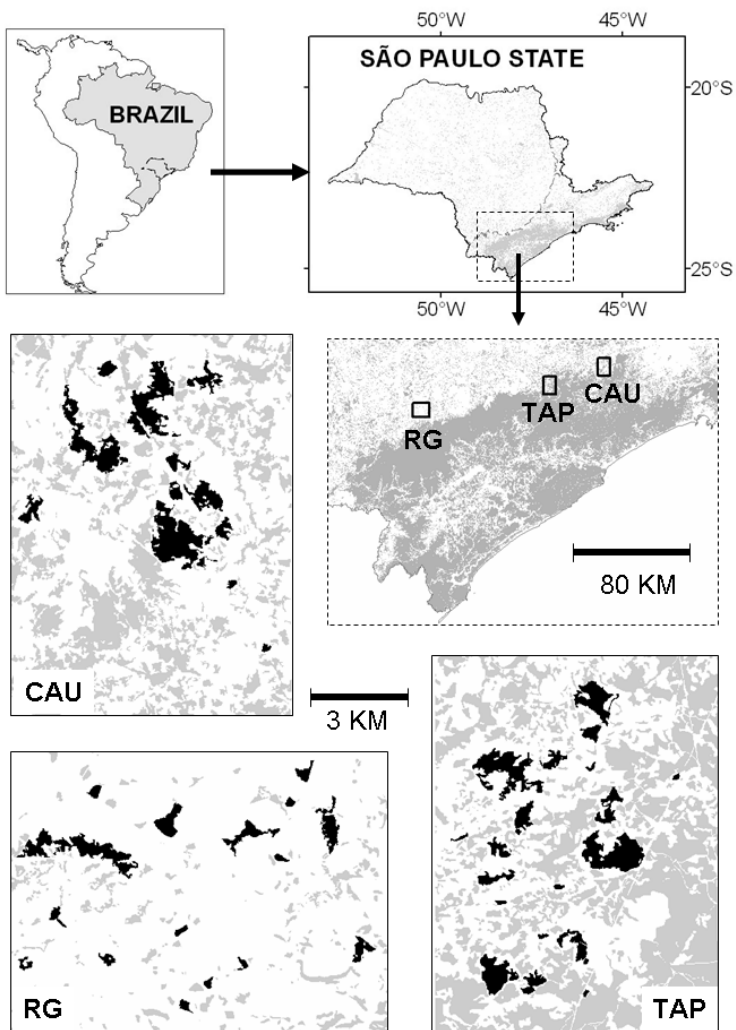 50°W 45°W
SÃO PAULO STATE
BRAZIL
20°S
25°S
50°W 45°W
CAU
TAP
RG
80 KM
CAU
3 KM
RG
TAP